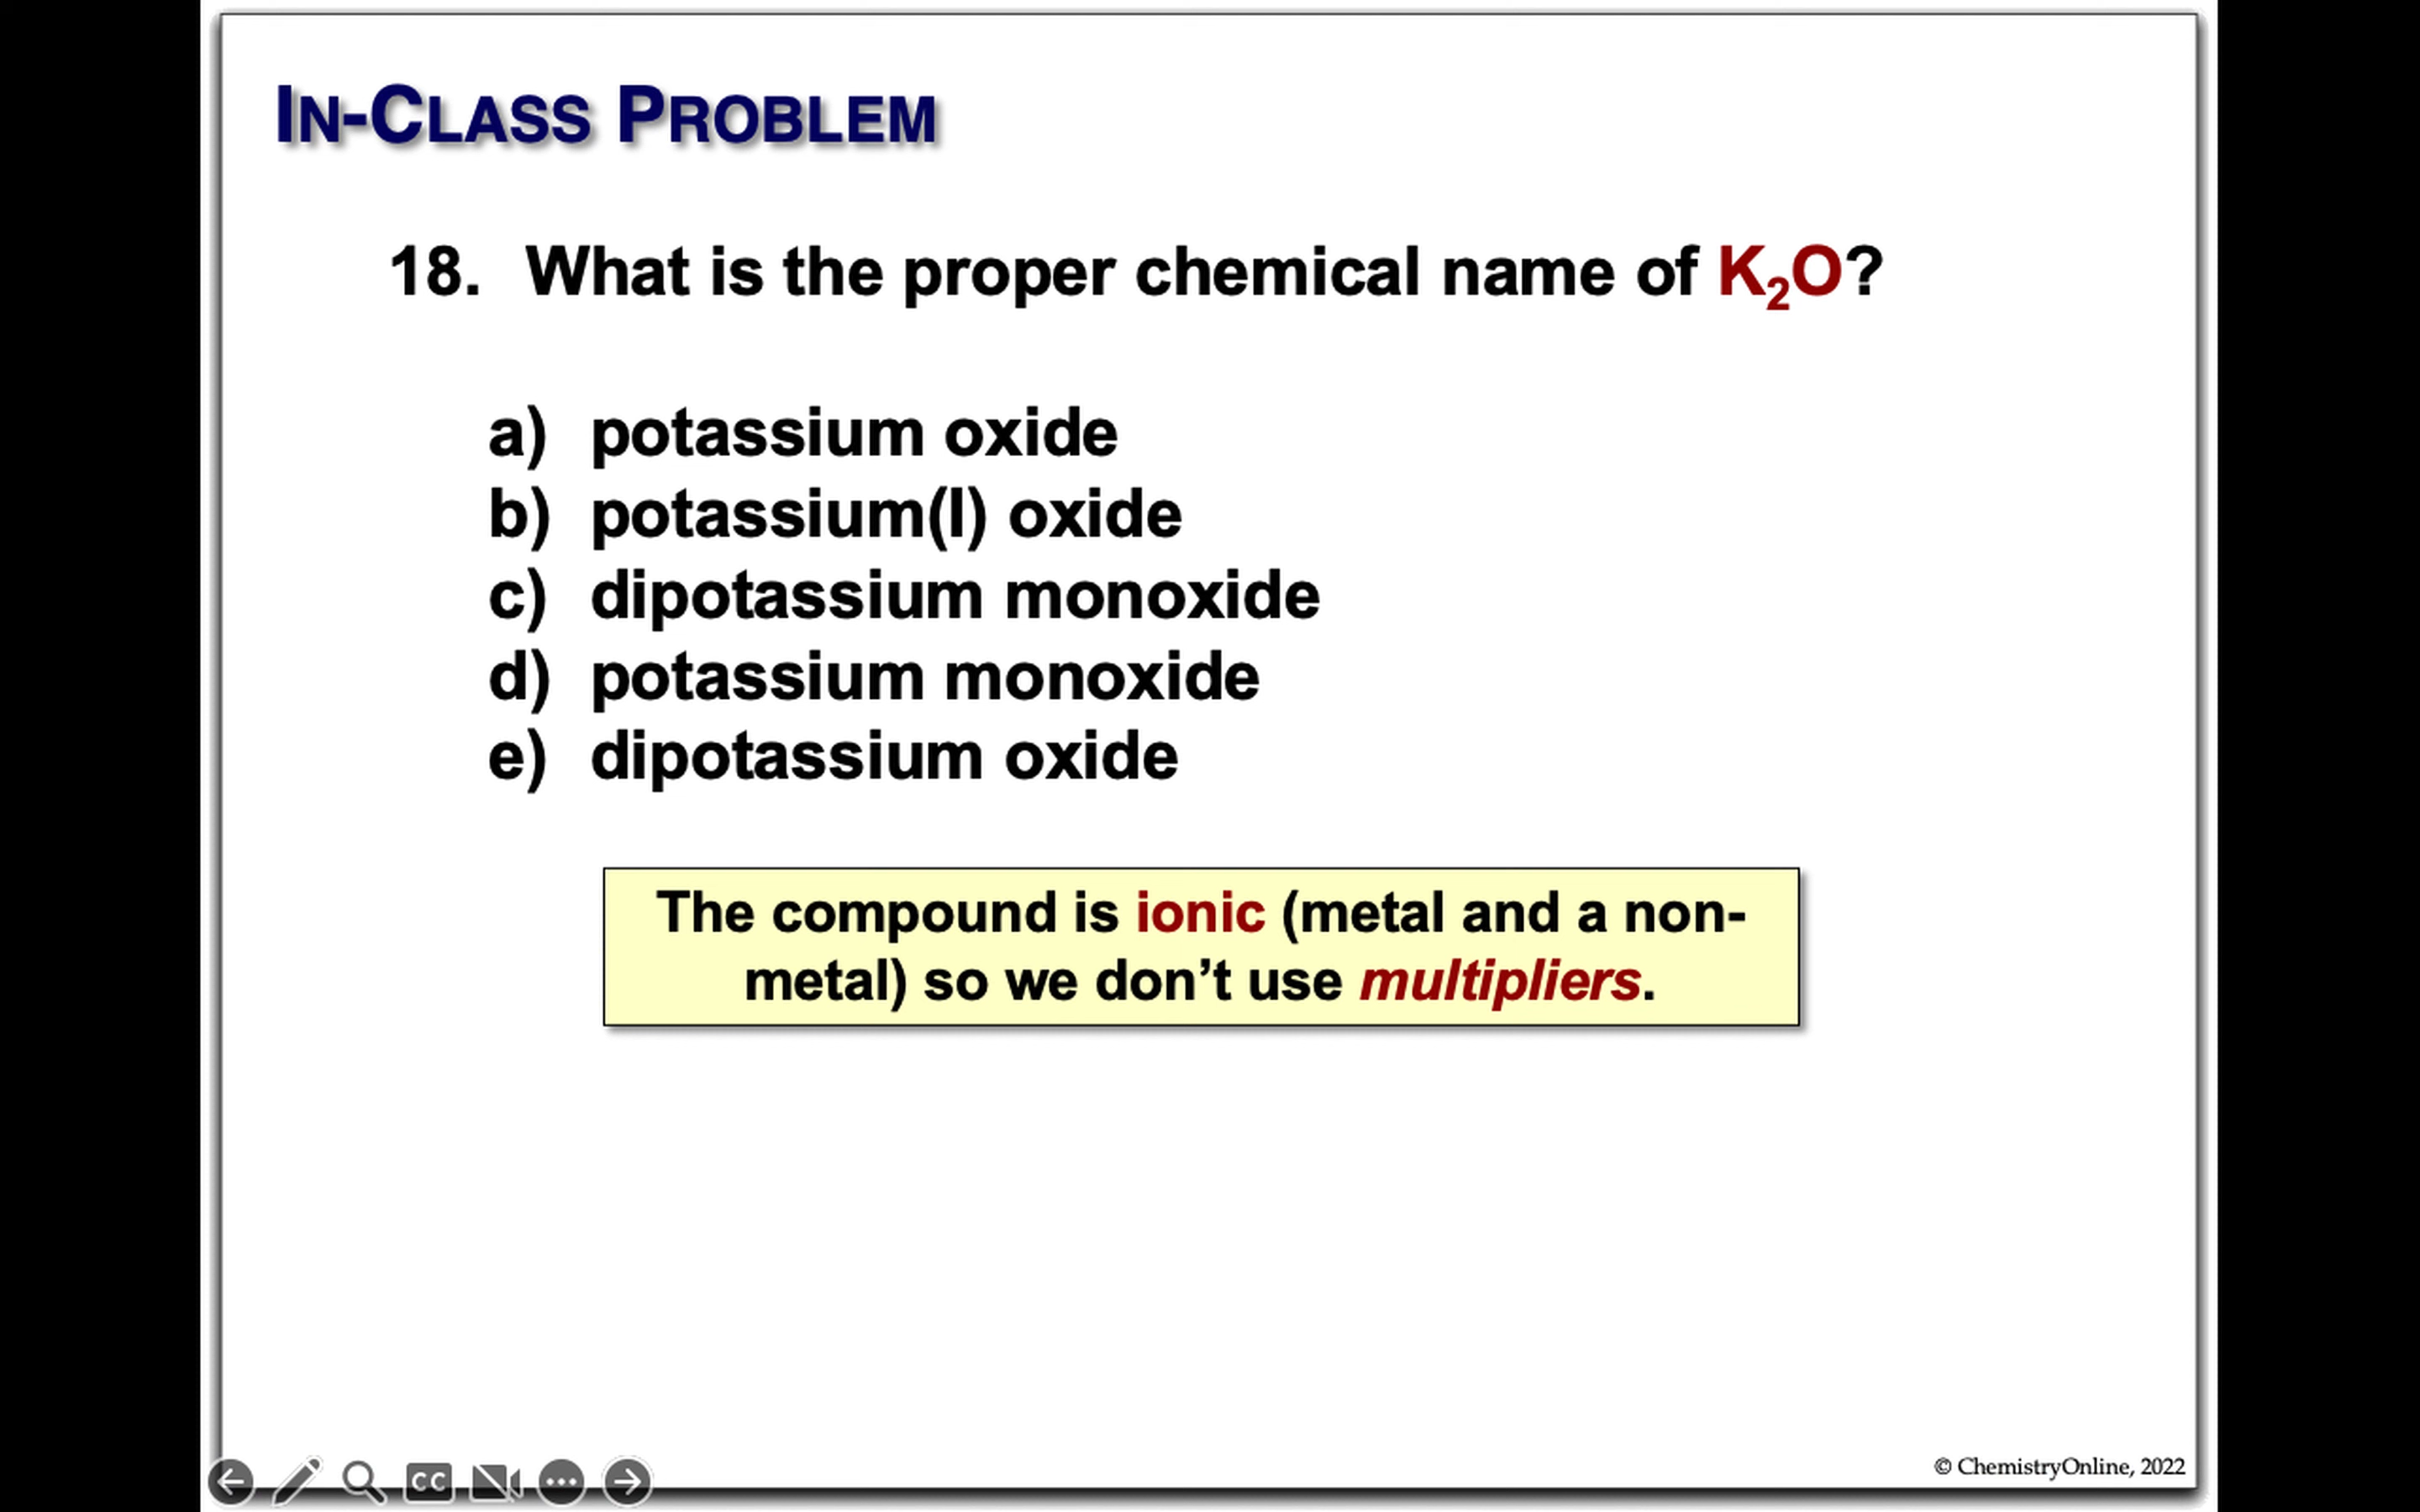 IN-CLASS PROBLEM
18. What is the proper chemical name of K₂O?
a) potassium oxide
b) potassium(I) oxide
c) dipotassium monoxide
d) potassium monoxide
e) dipotassium oxide
The compound is ionic (metal and a non-
metal) so we don’t use multipliers.
© ChemistryOnline, 2022
CC